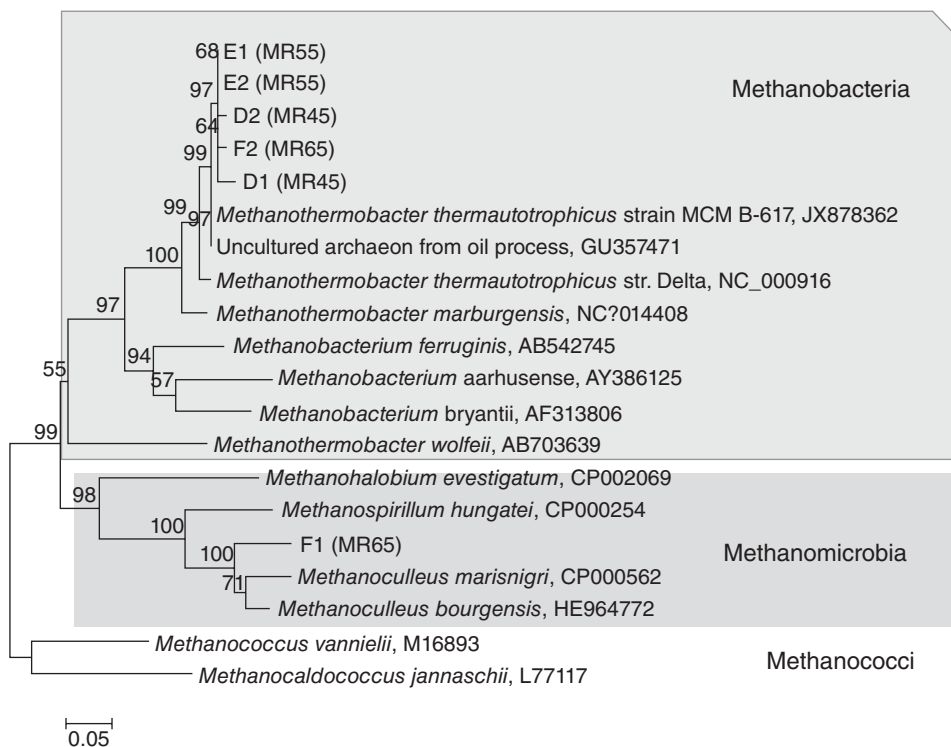 68 E1 (MR55)
97 E2 (MR55)
Methanobacteria
D2 (MR45)
64
F2 (MR65)
99
D1 (MR45)
99 97 Methanothermobacter thermautotrophicus strain MCM B-617, JX878362
Uncultured archaeon from oil process, GU357471
100
Methanothermobacter thermautotrophicus str. Delta, NC_000916
97 Methanothermobacter marburgensis, NC?014408
Methanobacterium ferruginis, AB542745
94
55 57 Methanobacterium aarhusense, AY386125
Methanobacterium bryantii, AF313806
99 Methanothermobacter wolfeii, AB703639
Methanohalobium evestigatum, CP002069
98
Methanospirillum hungatei, CP000254
100
F1 (MR65)
100 Methanomicrobia
71 Methanoculleus marisnigri, CP000562
Methanoculleus bourgensis, HE964772
Methanococcus vannielii, M16893
Methanococci
Methanocaldococcus jannaschii, L77117
0.05